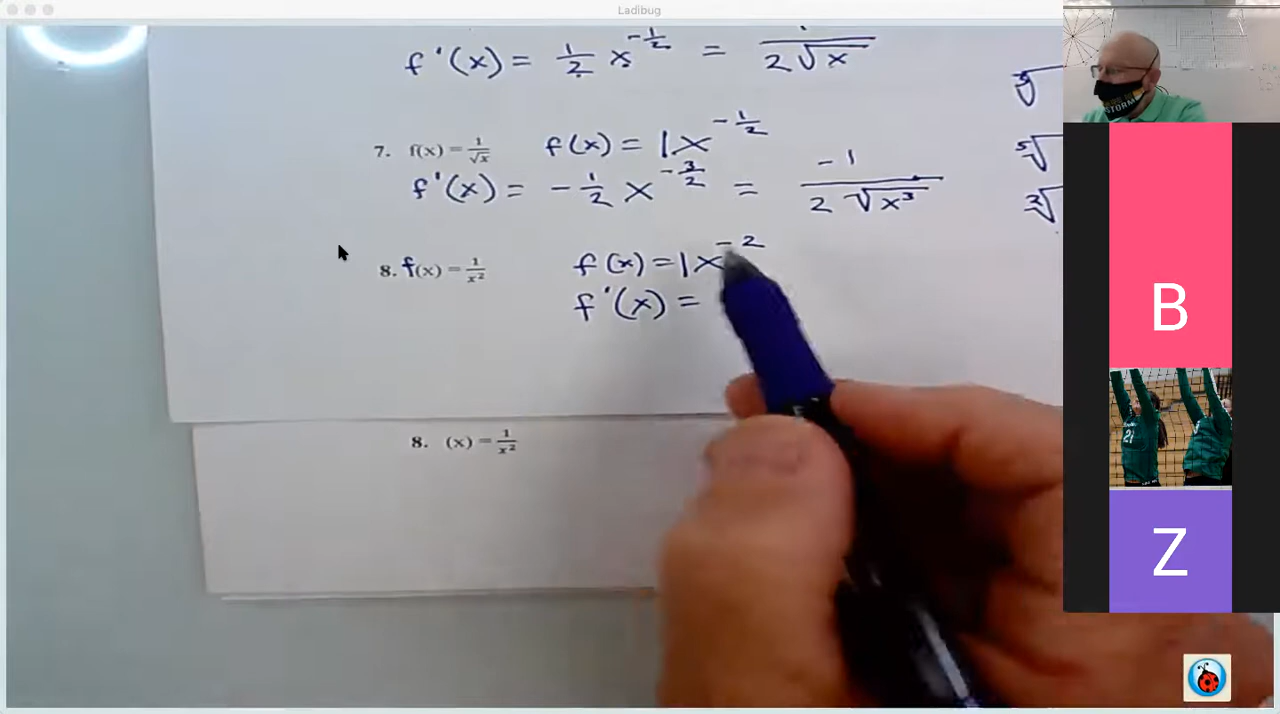 Ladibug
f'(x) = 1/2 x^(-1/2) = 1/(2√x)
7. f(x) = 1/√x f(x) = 1x^(-1/2)
f'(x) = -1/2 x^(-3/2) = -1/(2√x³)
8. f(x) = 1/x² f(x) = 1x^(-2)
f'(x) =
8. (x) = 1/x²
STORM
B
21
Z